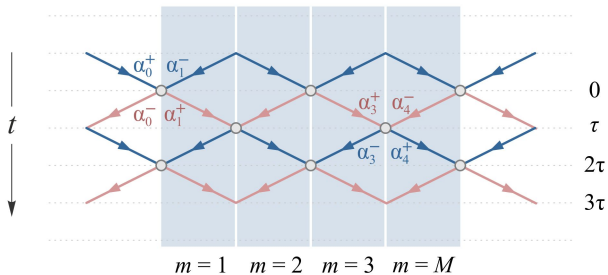 α₀⁺ α₁⁻
0
α₀⁻ α₁⁺ α₃⁺ α₄⁻
t
τ
α₃⁻ α₄⁺
2τ
3τ
m = 1 m = 2 m = 3 m = M